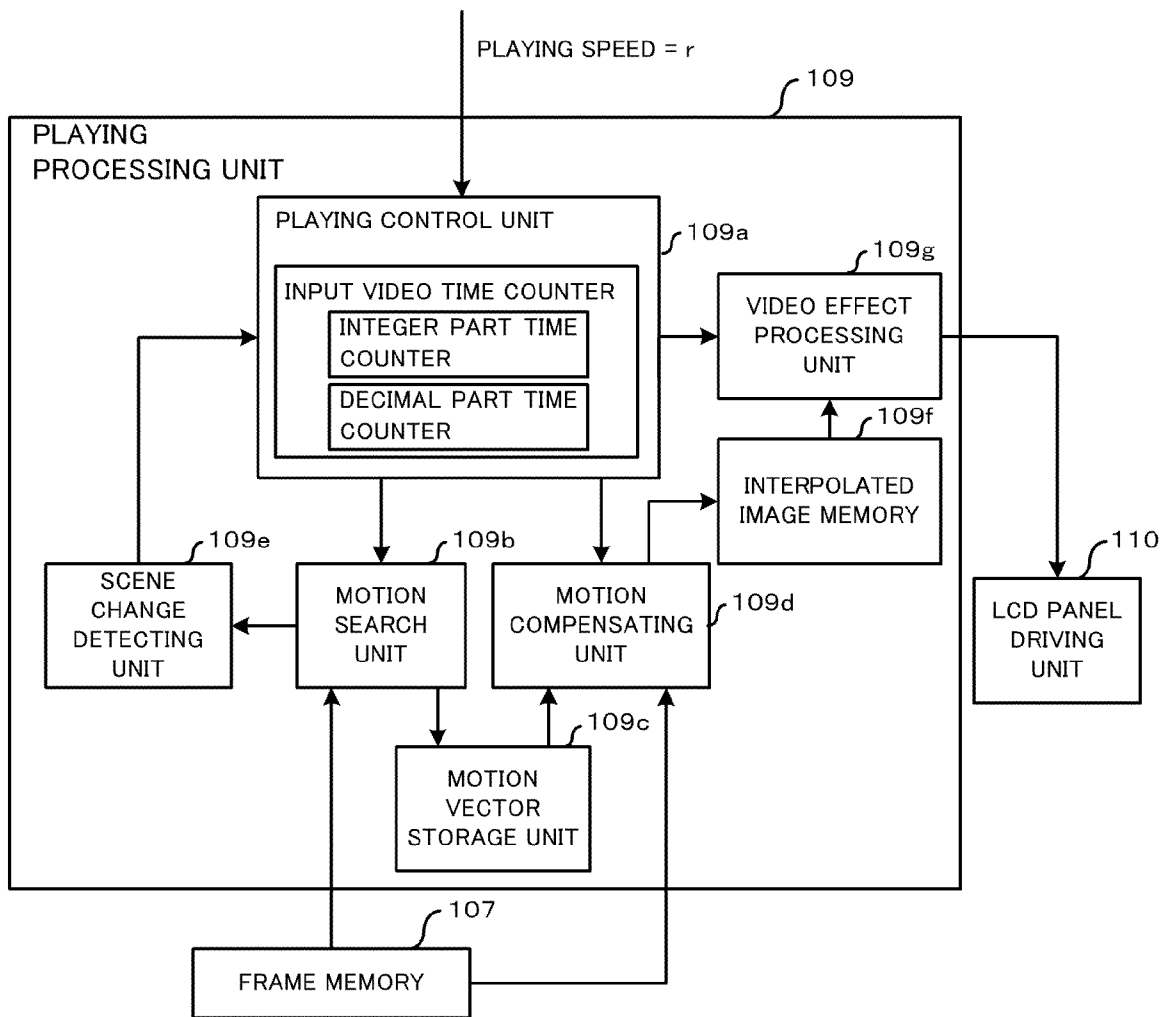 PLAYING SPEED = r
109
PLAYING
PROCESSING UNIT
PLAYING CONTROL UNIT
109a
INPUT VIDEO TIME COUNTER
INTEGER PART TIME
COUNTER
DECIMAL PART TIME
COUNTER
109g
VIDEO EFFECT
PROCESSING
UNIT
109f
INTERPOLATED
IMAGE MEMORY
109e
SCENE
CHANGE
DETECTING
UNIT
109b
MOTION
SEARCH
UNIT
MOTION
COMPENSATING
UNIT
109d
110
LCD PANEL
DRIVING
UNIT
109c
MOTION
VECTOR
STORAGE UNIT
107
FRAME MEMORY